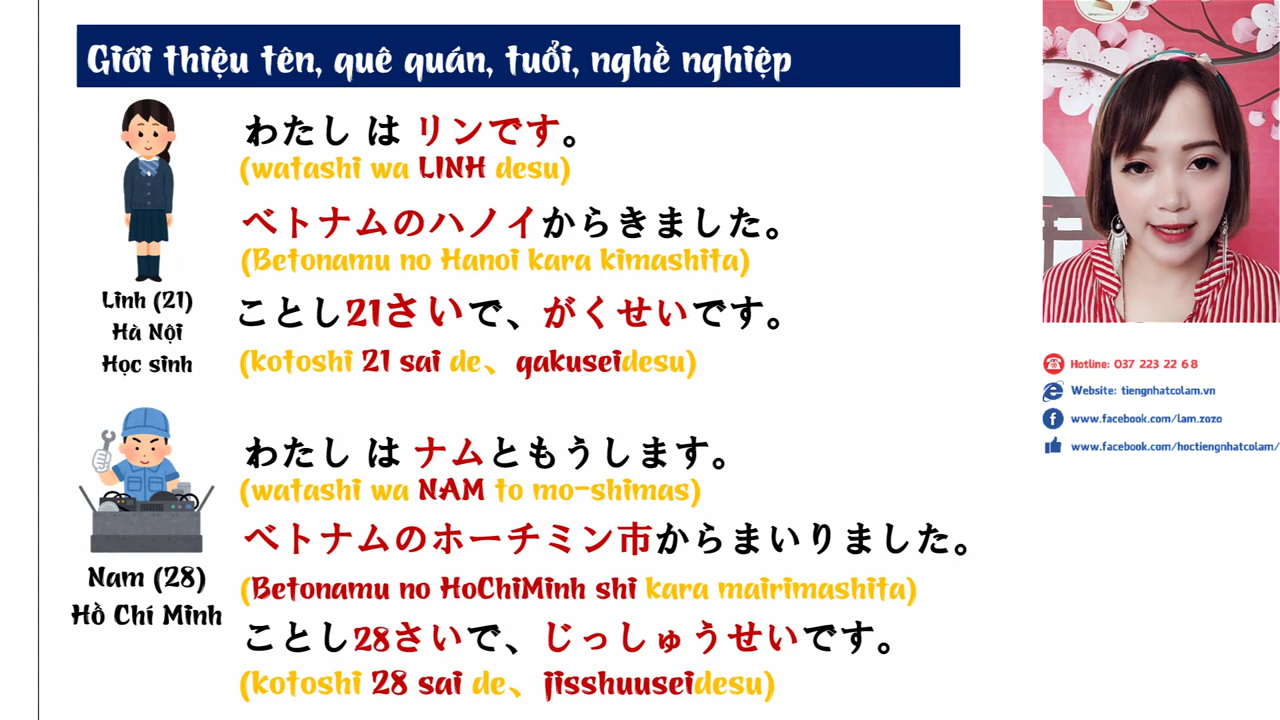 Giới thiệu tên, quê quán, tuổi, nghề nghiệp
わたし は リンです。
(watashi wa LINH desu)
ベトナムのハノイからきました。
(Betonamu no Hanoi kara kimashita)
ことし21さいで、がくせいです。
(kotoshi 21 sai de、gakuseidesu)
Linh (21)
Hà Nội
Học sinh
わたし は ナムともうします。
(watashi wa NAM to mo-shimas)
ベトナムのホーチミン市からまいりました。
(Betonamu no HoChiMinh shi kara mairimashita)
ことし28さいで、じっしゅうせいです。
(kotoshi 28 sai de、jisshuuseidesu)
Nam (28)
Hồ Chí Minh
Hotline: 037 223 22 68
Website: tiengnhatcolam.vn
www.facebook.com/lam.zozo
www.facebook.com/hoctiengnhatcolam/